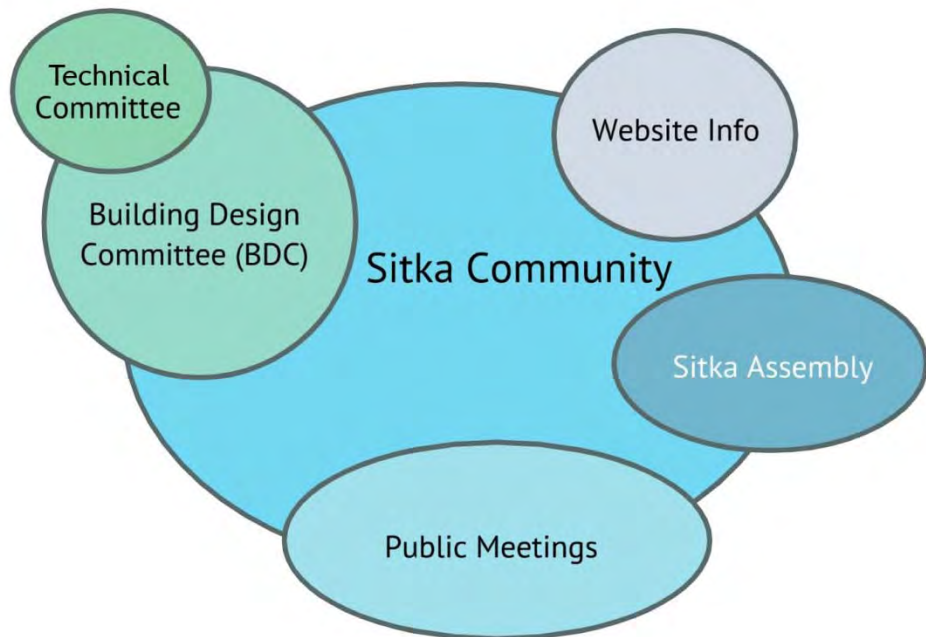 Technical
Committee
Website Info
Building Design
Committee (BDC)
Sitka Community
Sitka Assembly
Public Meetings